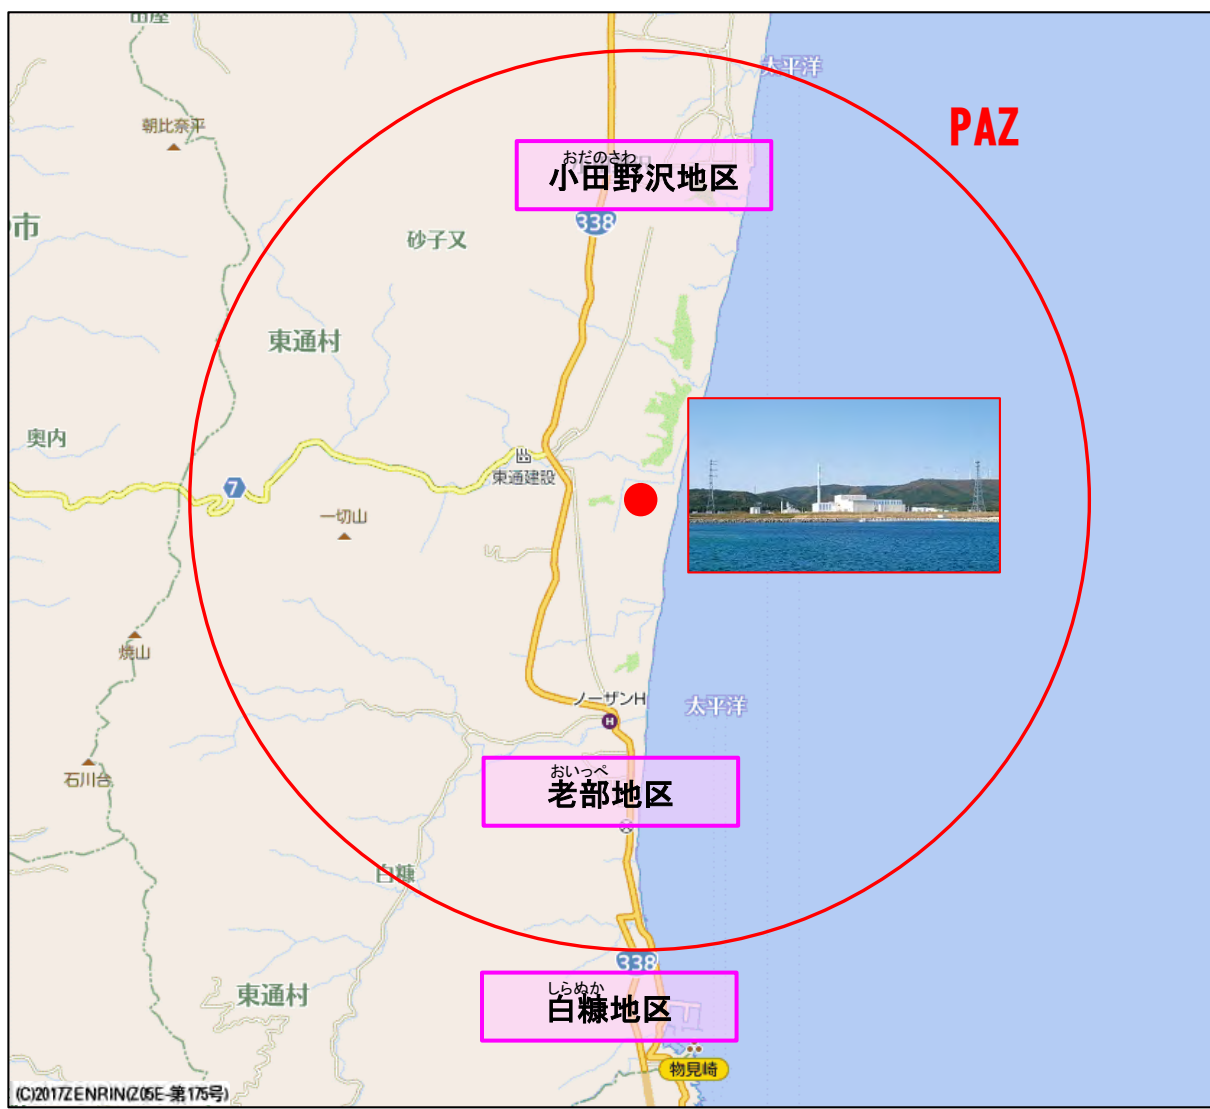 田屋
太平洋
朝比奈平
PAZ
おだのさわ
小田野沢地区
338
市
砂子又
東通村
奥内
東通建設
7
一切山
焼山
ノーザンH
H
太平洋
石川台
おいっぺ
老部地区
白糠
338
しらぬか
東通村
白糠地区
物見崎
(C)2017ZENRIN(Z05E-第175号)